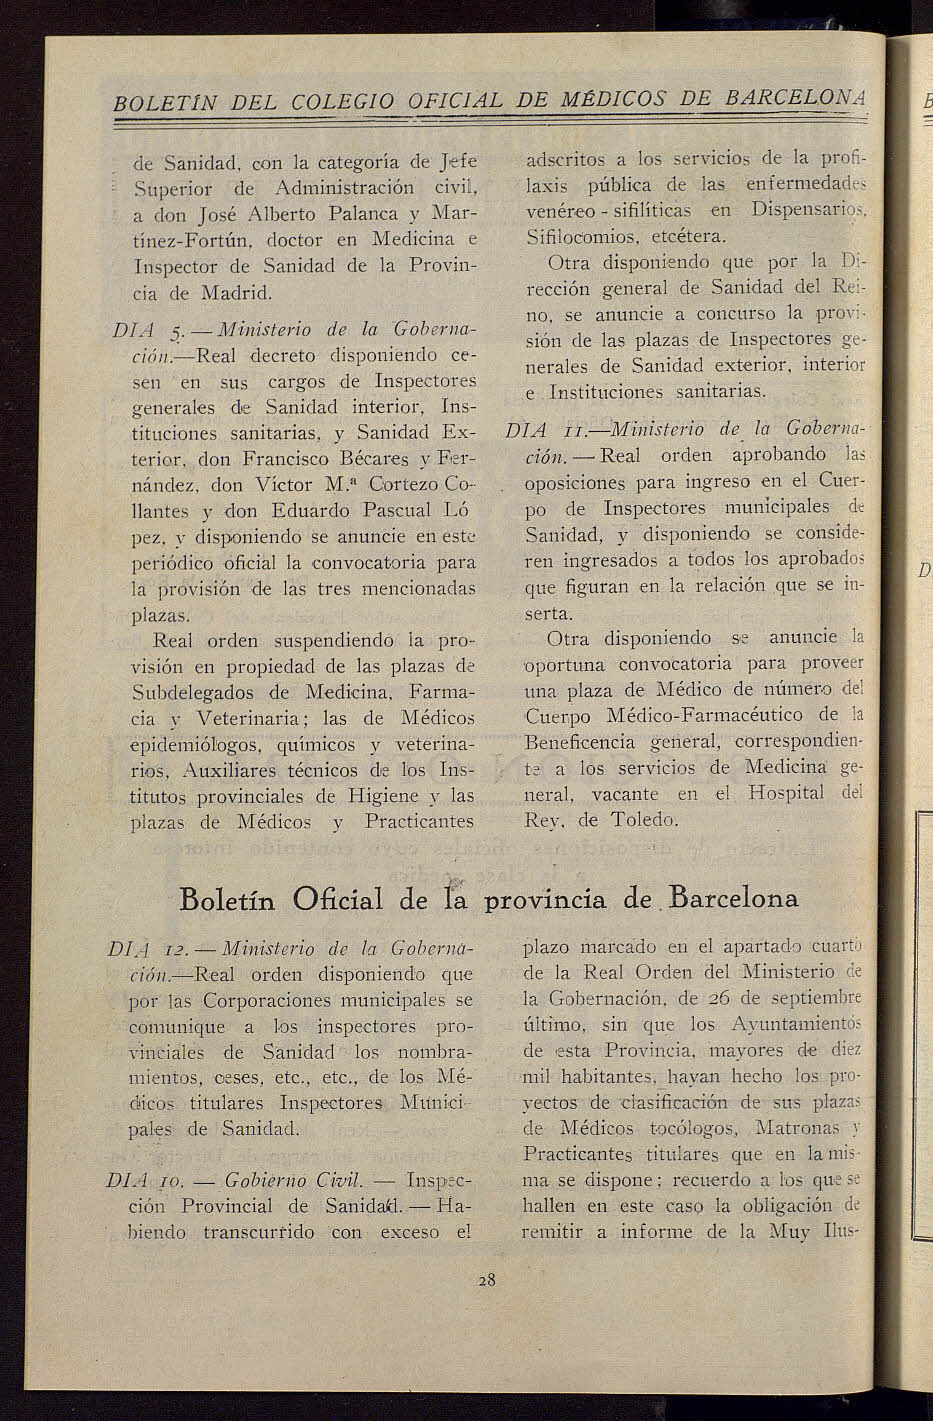 BOLETÍN DEL COLEGIO OFICIAL DE MÉDICOS DE BARCELONA
de Sanidad, con la categoría de Jefe
Superior de Administración civil,
a don José Alberto Palanca y Mar-
tínez-Fortún, doctor en Medicina e
Inspector de Sanidad de la Provin-
cia de Madrid.
DIA 5. — Ministerio de la Goberna-
ción.—Real decreto disponiendo ce-
sen en sus cargos de Inspectores
generales de Sanidad interior, Ins-
tituciones sanitarias, y Sanidad Ex-
terior, don Francisco Bécares y Fer-
nández, don Víctor M.ª Cortezo Co-
llantes y don Eduardo Pascual Ló
pez, y disponiendo se anuncie en este
periódico oficial la convocatoria para
la provisión de las tres mencionadas
plazas.
Real orden suspendiendo la pro-
visión en propiedad de las plazas de
Subdelegados de Medicina, Farma-
cia y Veterinaria; las de Médicos
epidemiólogos, químicos y veterina-
rios, Auxiliares técnicos de los Ins-
titutos provinciales de Higiene y las
plazas de Médicos y Practicantes
adscritos a los servicios de la profi-
laxis pública de las enfermedades
venéreo - sifilíticas en Dispensarios,
Sifilocomios, etcétera.
Otra disponiendo que por la Di-
rección general de Sanidad del Rei-
no, se anuncie a concurso la provi-
sión de las plazas de Inspectores ge-
nerales de Sanidad exterior, interior
e Instituciones sanitarias.
DIA 11.—Ministerio de la Goberna-
ción. — Real orden aprobando las
oposiciones para ingreso en el Cuer-
po de Inspectores municipales de
Sanidad, y disponiendo se conside-
ren ingresados a todos los aprobados
que figuran en la relación que se in-
serta.
Otra disponiendo se anuncie la
oportuna convocatoria para proveer
una plaza de Médico de número del
Cuerpo Médico-Farmacéutico de la
Beneficencia general, correspondien-
te a los servicios de Medicina ge-
neral, vacante en el Hospital del
Rey, de Toledo.
Boletín Oficial de la provincia de Barcelona
DIA 12. — Ministerio de la Goberna-
ción.—Real orden disponiendo que
por las Corporaciones municipales se
comunique a los inspectores pro-
vinciales de Sanidad los nombra-
mientos, ceses, etc., etc., de los Mé-
dicos titulares Inspectores Munici-
pales de Sanidad.
DIA 10. — Gobierno Civil. — Inspec-
ción Provincial de Sanidad. — Ha-
biendo transcurrido con exceso el
plazo marcado en el apartado cuarto
de la Real Orden del Ministerio de
la Gobernación, de 26 de septiembre
último, sin que los Ayuntamientos
de esta Provincia, mayores de diez
mil habitantes, hayan hecho los pro-
yectos de clasificación de sus plazas
de Médicos tocólogos, Matronas y
Practicantes titulares que en la mis-
ma se dispone; recuerdo a los que se
hallen en este caso la obligación de
remitir a informe de la Muy Ilus-
28